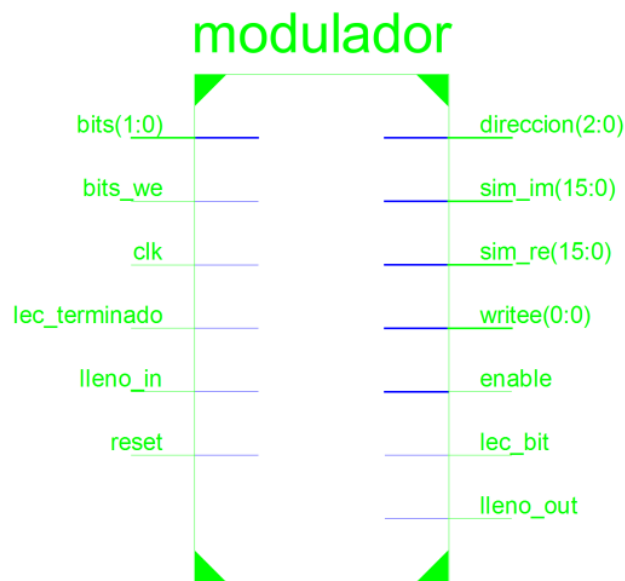 modulador
bits(1:0)
direccion(2:0)
bits_we
sim_im(15:0)
clk
sim_re(15:0)
lec_terminado
writee(0:0)
lleno_in
enable
reset
lec_bit
lleno_out